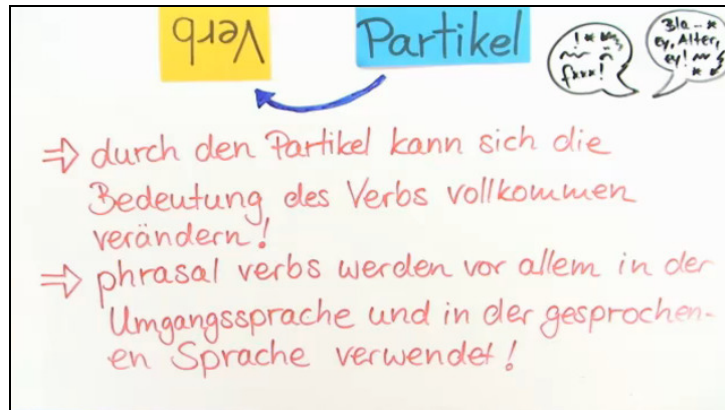 Verb Partikel
Bla
ey, Alter,
ey!
fxxx!
⇒ durch den Partikel kann sich die
Bedeutung des Verbs vollkommen
verändern!
⇒ phrasal verbs werden vor allem in der
Umgangssprache und in der gesprochen-
en Sprache verwendet!